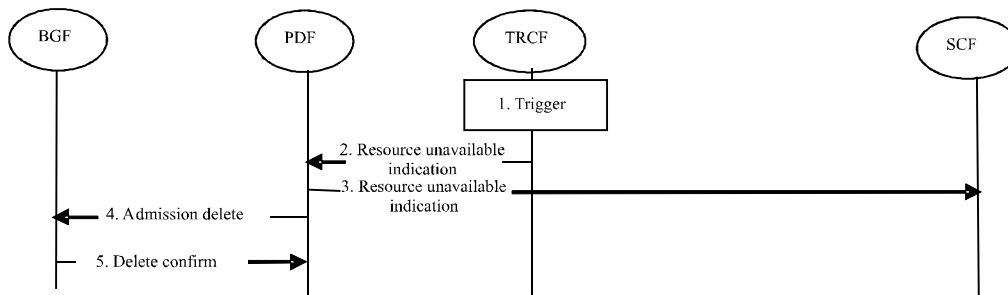 BGF
PDF
TRCF
SCF
1. Trigger
2. Resource unavailable
indication
3. Resource unavailable
indication
4. Admission delete
5. Delete confirm